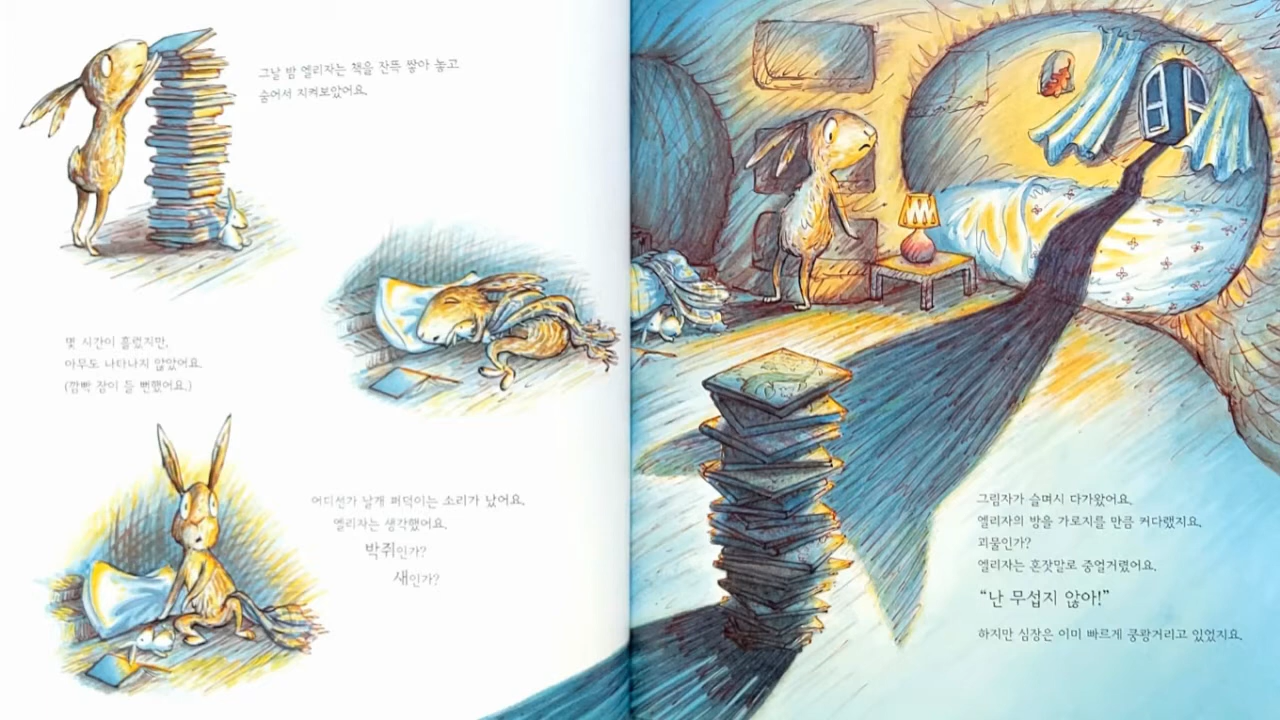 그날 밤 엘리자는 책을 잔뜩 쌓아 놓고
숨어서 지켜보았어요.
몇 시간이 흘렀지만,
아무도 나타나지 않았어요.
(깜빡 잠이 들 뻔했어요.)
어디선가 날개 퍼덕이는 소리가 났어요.
엘리자는 생각했어요.
박쥐인가?
새인가?
그림자가 슬며시 다가왔어요.
엘리자의 방을 가로지를 만큼 커다랬지요.
괴물인가?
엘리자는 혼잣말로 중얼거렸어요.
“난 무섭지 않아!”
하지만 심장은 이미 빠르게 쿵쾅거리고 있었지요.